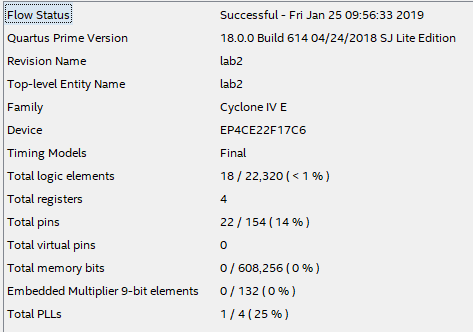 Flow Status Successful - Fri Jan 25 09:56:33 2019
Quartus Prime Version 18.0.0 Build 614 04/24/2018 SJ Lite Edition
Revision Name lab2
Top-level Entity Name lab2
Family Cyclone IV E
Device EP4CE22F17C6
Timing Models Final
Total logic elements 18 / 22,320 ( < 1 % )
Total registers 4
Total pins 22 / 154 ( 14 % )
Total virtual pins 0
Total memory bits 0 / 608,256 ( 0 % )
Embedded Multiplier 9-bit elements 0 / 132 ( 0 % )
Total PLLs 1 / 4 ( 25 % )